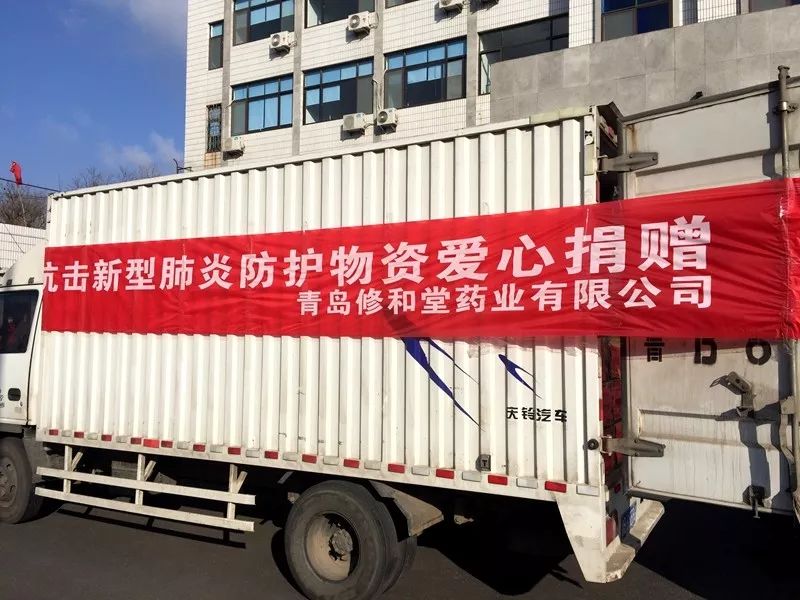 抗击新型肺炎防护物资爱心捐赠
青岛修和堂药业有限公司
庆铃汽车
青